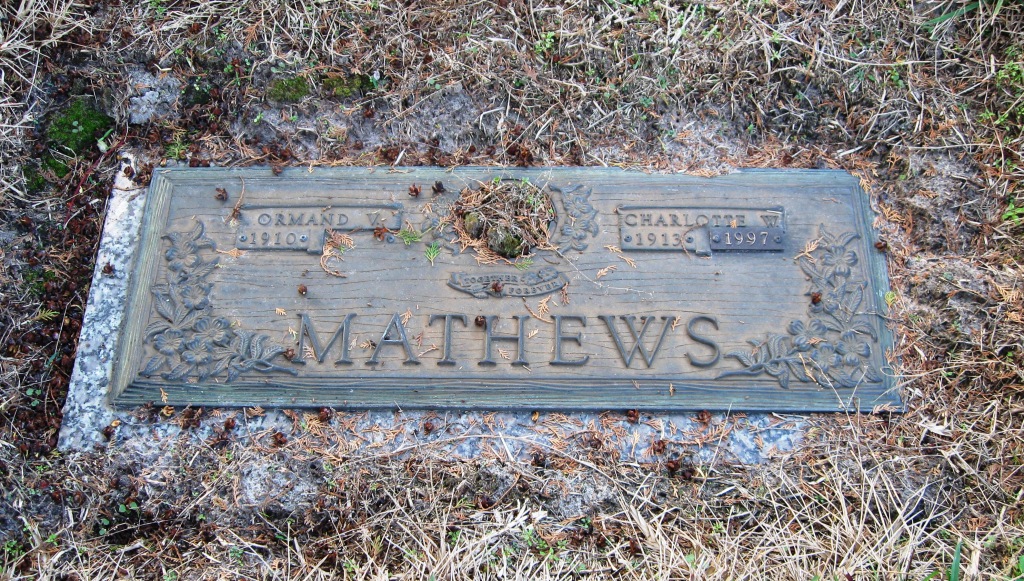 ORMAND V.
1910
CHARLOTTE W.
1913 1997
TOGETHER
FOREVER
MATHEWS